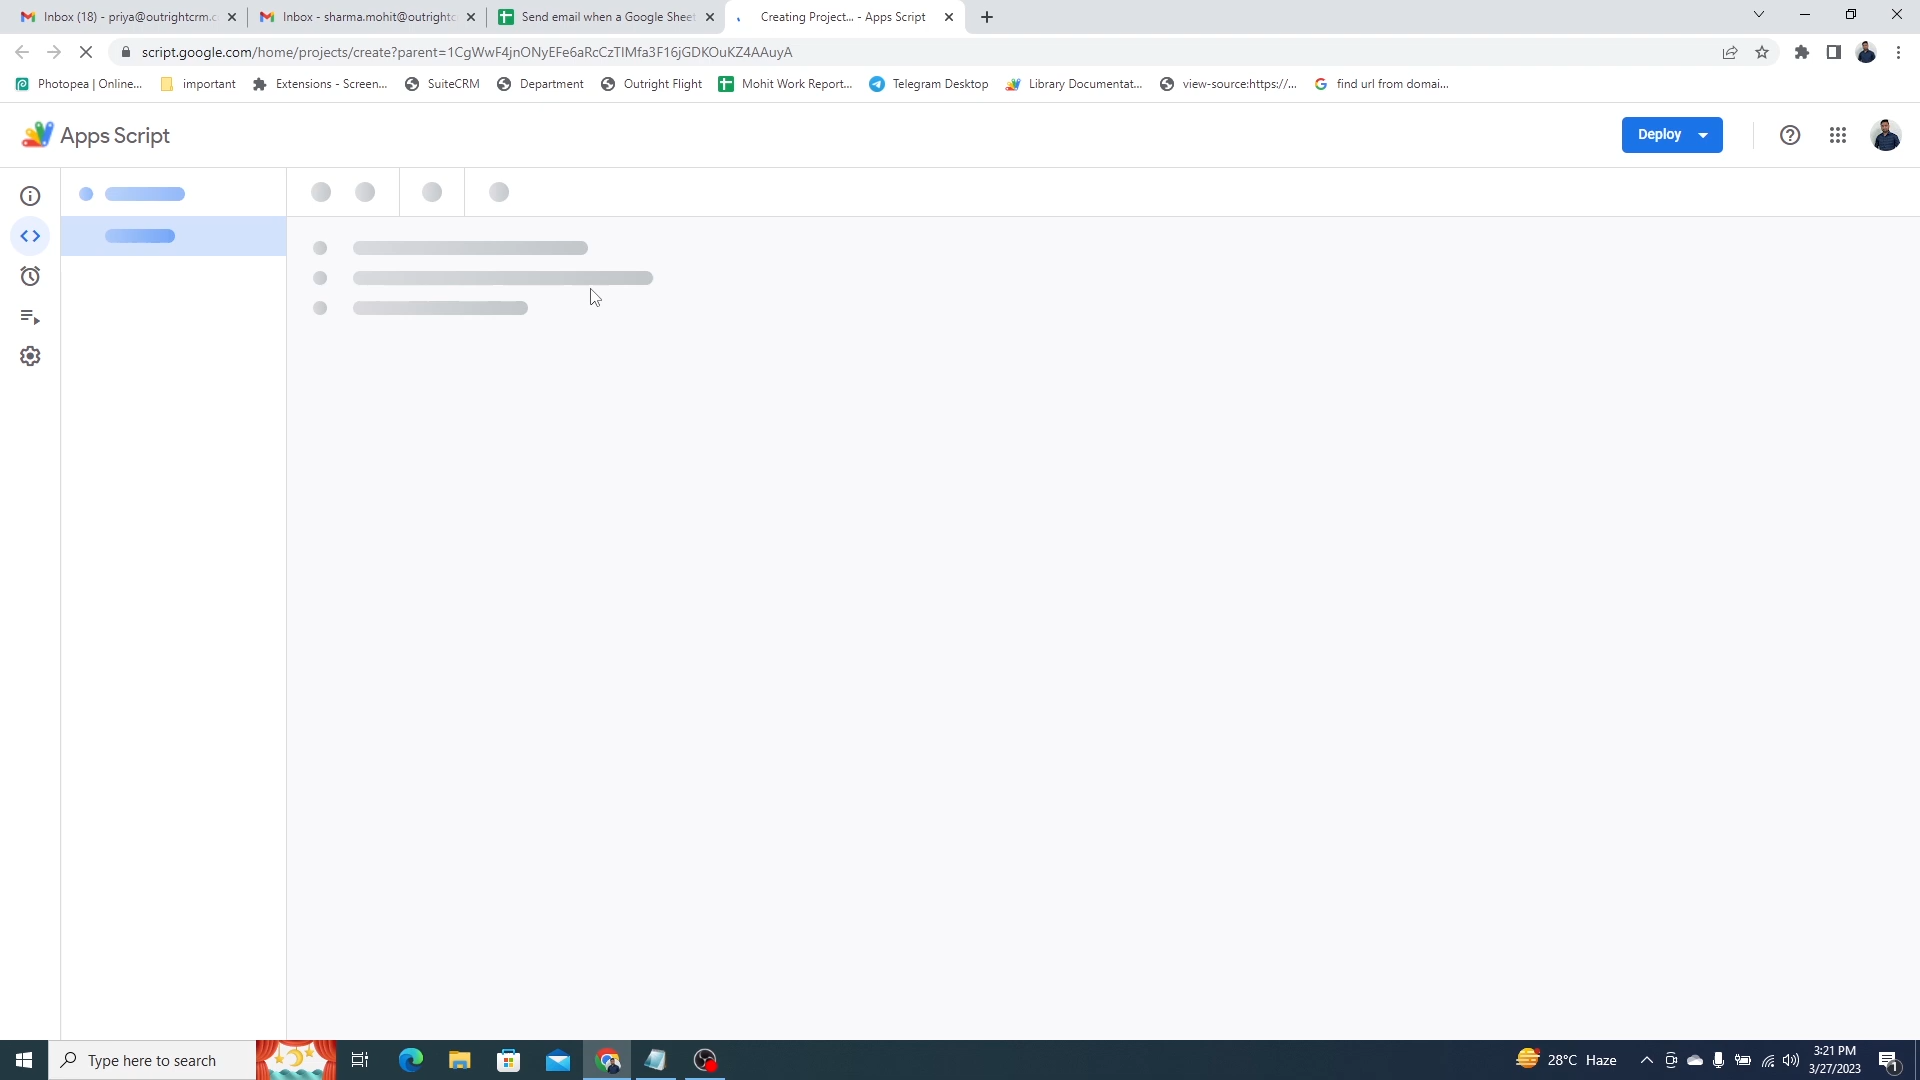 Inbox (18) - priya@outrightcrm.c
Inbox - sharma.mohit@outrightc
Send email when a Google Sheet
Creating Project... - Apps Script
script.google.com/home/projects/create?parent=1CgWwF4jnONyEFe6aRcCzTIMfa3F16jGDKOuKZ4AAuyA
Photopea | Online...
important
Extensions - Screen...
SuiteCRM
Department
Outright Flight
Mohit Work Report...
Telegram Desktop
Library Documentat...
view-source:https://...
find url from domai...
Apps Script
Deploy
Type here to search
28°C Haze
3:21 PM
3/27/2023
1